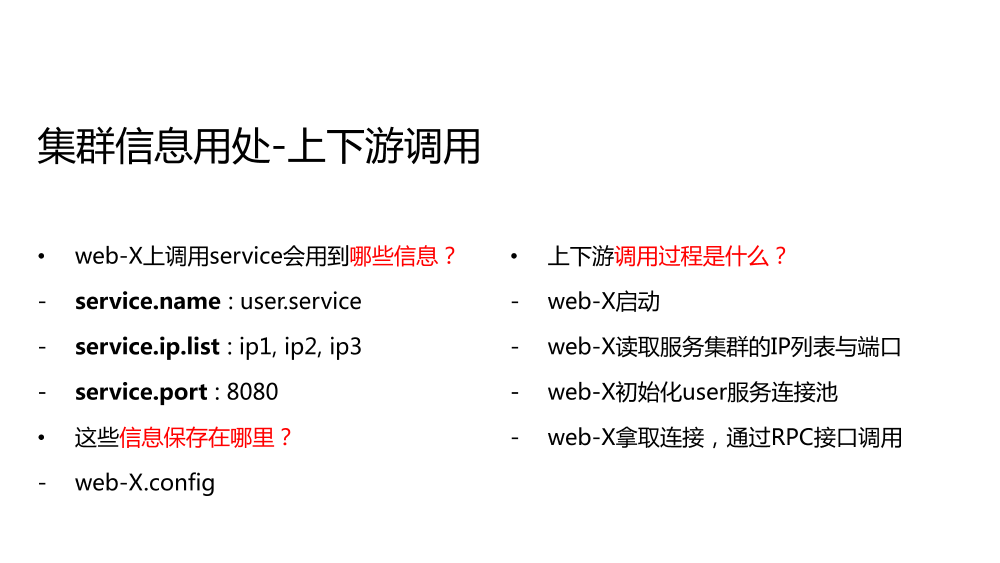 集群信息用处-上下游调用
• web-X上调用service会用到哪些信息？
- service.name : user.service
- service.ip.list : ip1, ip2, ip3
- service.port : 8080
• 这些信息保存在哪里？
- web-X.config
• 上下游调用过程是什么？
- web-X启动
- web-X读取服务集群的IP列表与端口
- web-X初始化user服务连接池
- web-X拿取连接，通过RPC接口调用